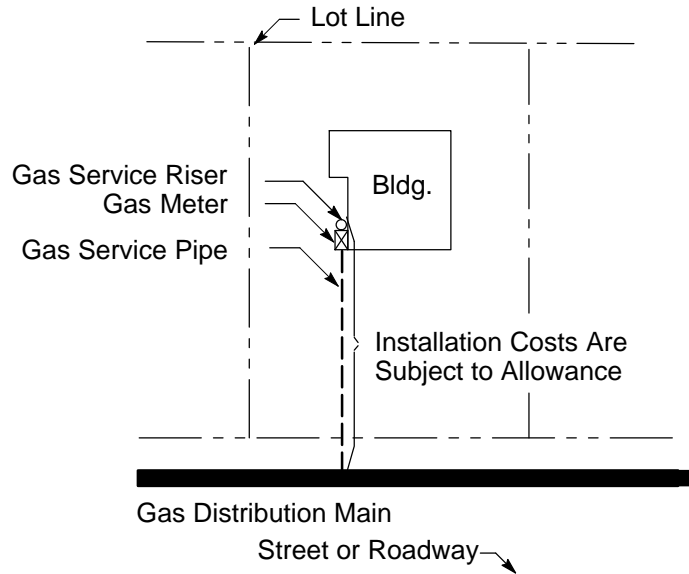 Lot Line
Gas Service Riser
Bldg.
Gas Meter
Gas Service Pipe
Installation Costs Are
Subject to Allowance
Gas Distribution Main
Street or Roadway